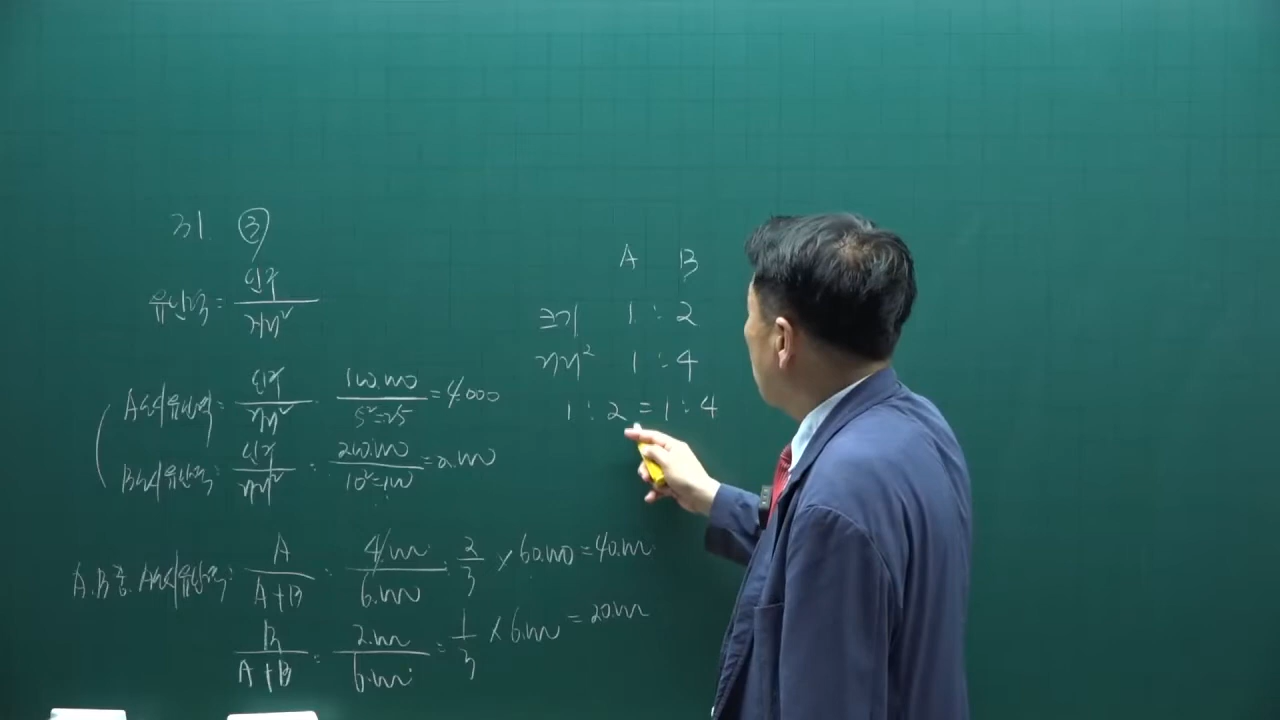 31. ③
유인력 = 인구 / 거리²
A도시유인력 = 인구 / 거리² = 100,000 / 5²=25 = 4,000
B도시유인력 = 인구 / 거리² = 200,000 / 10²=100 = 2,000
A.B 중. A도시유인력 = A / A+B = 4,000 / 6,000 = 2/3 × 60,000 = 40,000
B / A+B = 2,000 / 6,000 = 1/3 × 60,000 = 20,000
A B
크기 1 : 2
거리² 1 : 4
1 : 2 = 1 : 4